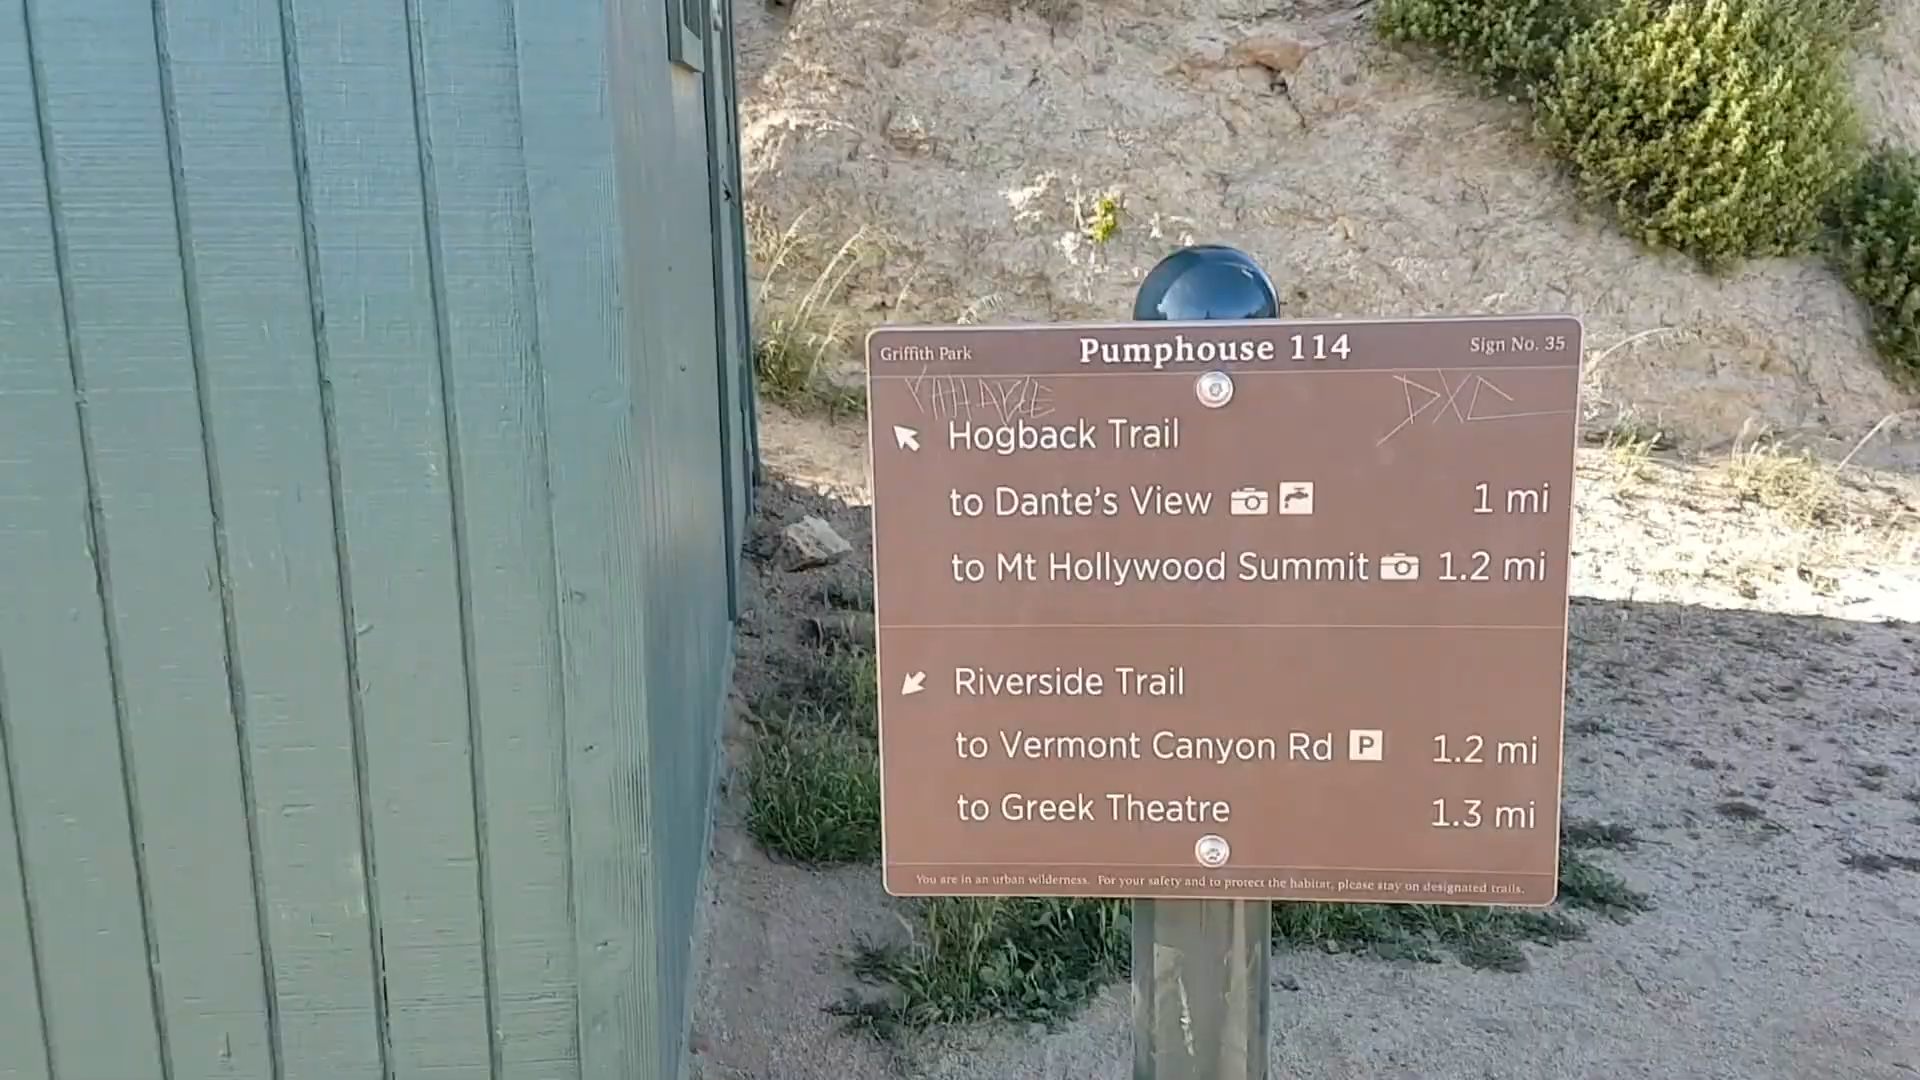 Griffith Park Pumphouse 114 Sign No. 35
DXC
Hogback Trail
to Dante's View 1 mi
to Mt Hollywood Summit 1.2 mi
Riverside Trail
to Vermont Canyon Rd P 1.2 mi
to Greek Theatre 1.3 mi
You are in an urban wilderness. For your safety and to protect the habitat, please stay on designated trails.